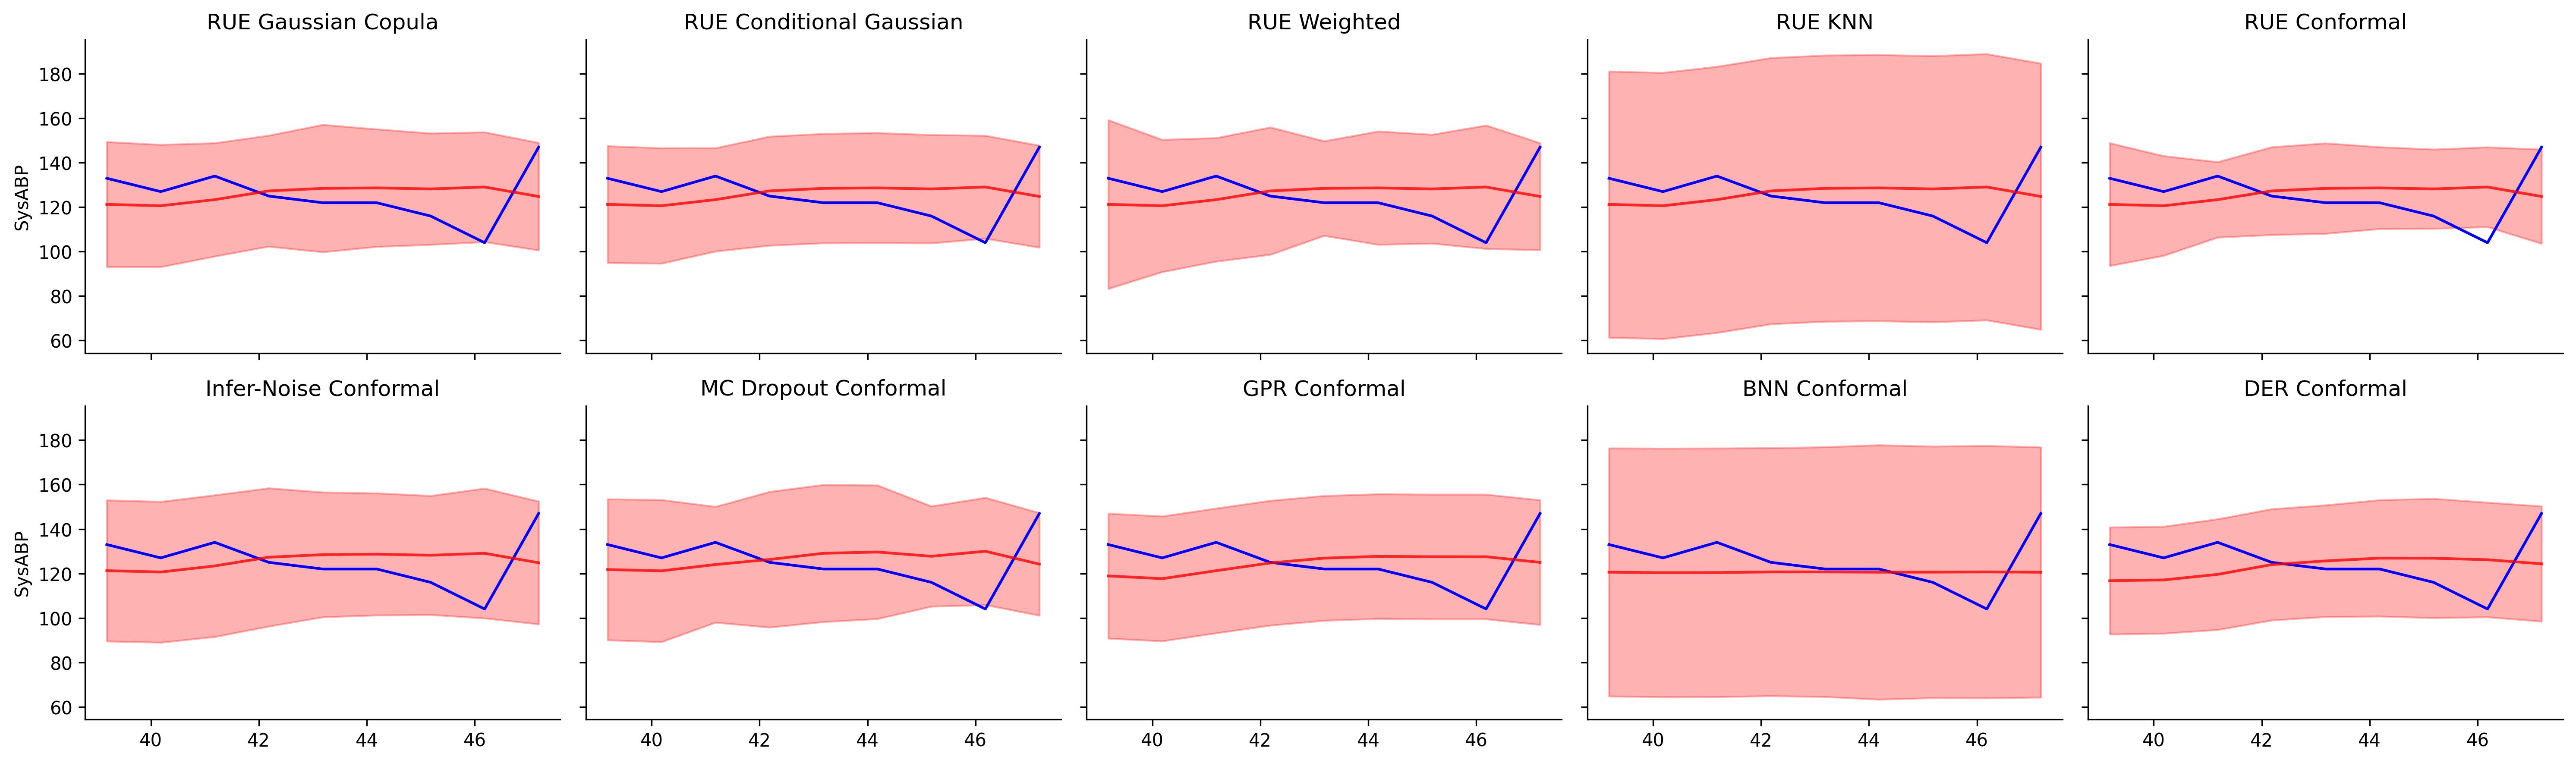 RUE Gaussian Copula
RUE Conditional Gaussian
RUE Weighted
RUE KNN
RUE Conformal
SysABP
180
160
140
120
100
80
60
Infer-Noise Conformal
MC Dropout Conformal
GPR Conformal
BNN Conformal
DER Conformal
SysABP
180
160
140
120
100
80
60
40 42 44 46
40 42 44 46
40 42 44 46
40 42 44 46
40 42 44 46